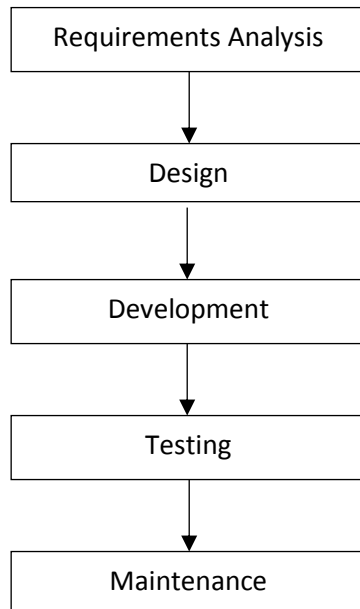 Requirements Analysis
Design
Development
Testing
Maintenance